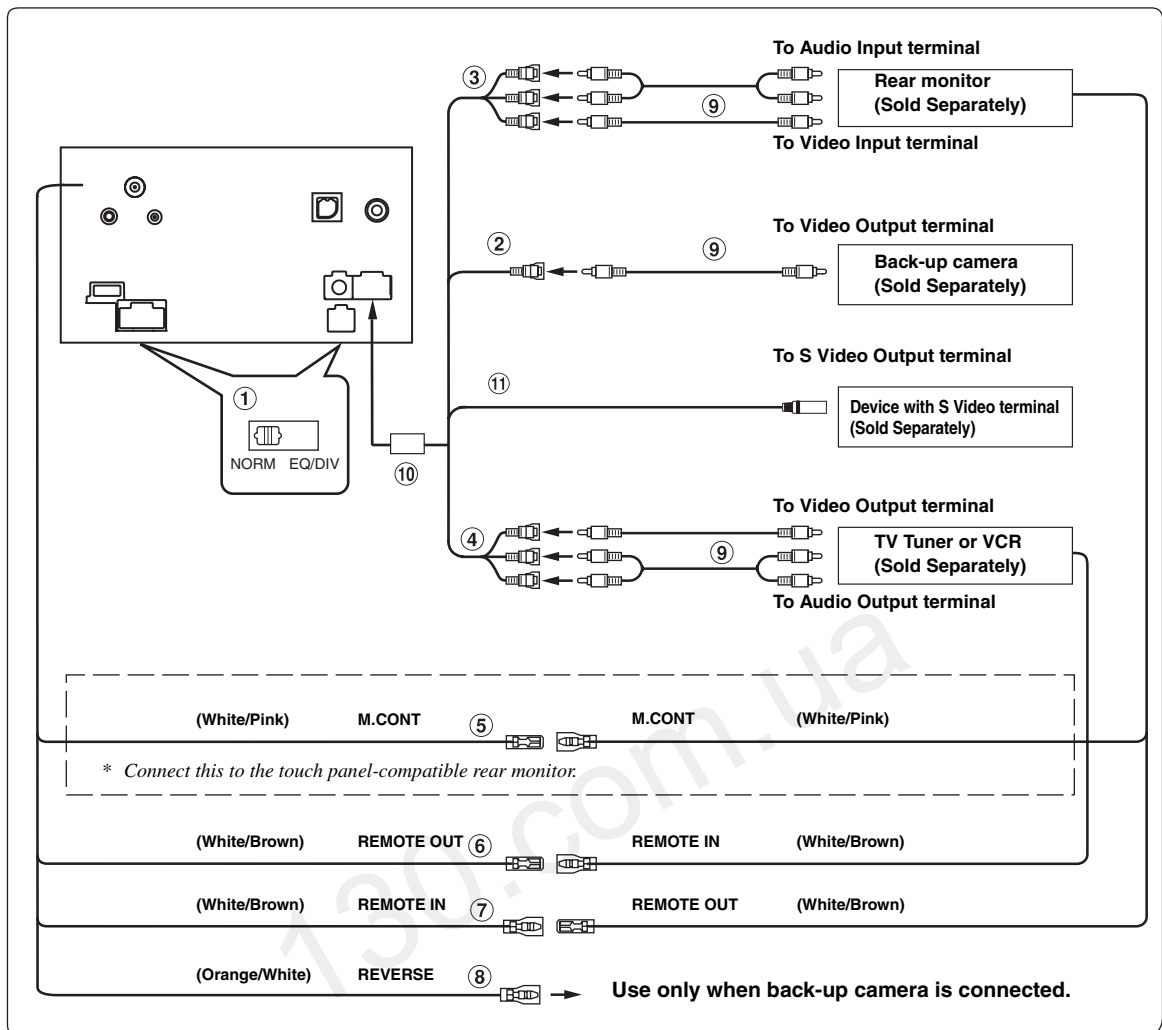 To Audio Input terminal
③
Rear monitor
(Sold Separately)
⑨
To Video Input terminal
To Video Output terminal
②
⑨
Back-up camera
(Sold Separately)
To S Video Output terminal
⑪
①
Device with S Video terminal
(Sold Separately)
NORM EQ/DIV
⑩
To Video Output terminal
④
⑨
TV Tuner or VCR
(Sold Separately)
To Audio Output terminal
(White/Pink) M.CONT ⑤ M.CONT (White/Pink)
* Connect this to the touch panel-compatible rear monitor.
(White/Brown) REMOTE OUT ⑥ REMOTE IN (White/Brown)
(White/Brown) REMOTE IN ⑦ REMOTE OUT (White/Brown)
(Orange/White) REVERSE ⑧
Use only when back-up camera is connected.
130.com.ua